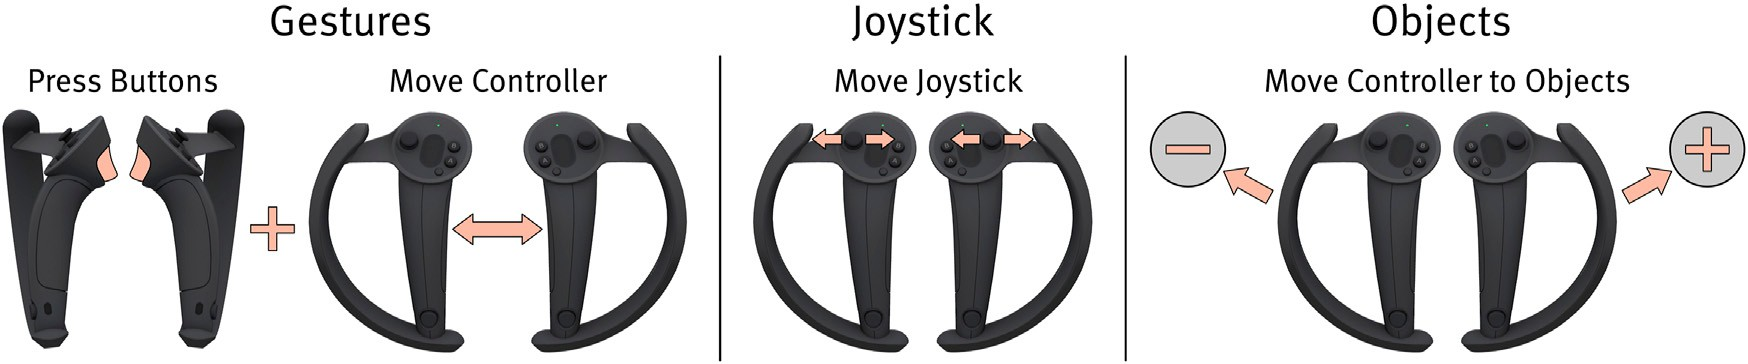 Gestures
Joystick
Objects
Press Buttons
Move Controller
Move Joystick
Move Controller to Objects